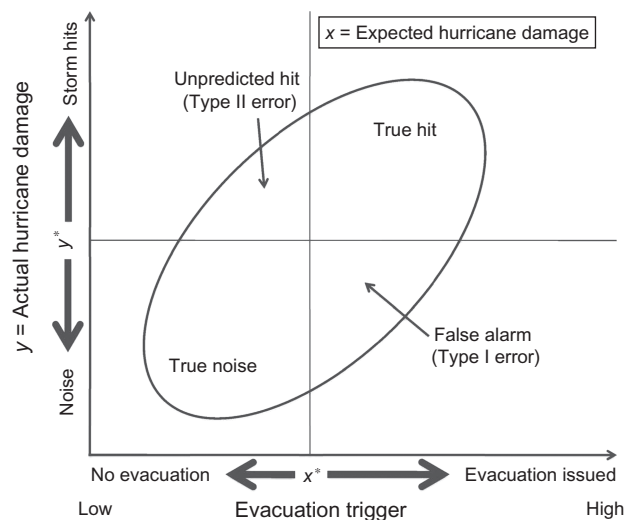 x = Expected hurricane damage
Unpredicted hit
(Type II error)
True hit
y = Actual hurricane damage
Storm hits
y*
Noise
False alarm
(Type I error)
True noise
No evacuation
x*
Evacuation issued
Low
Evacuation trigger
High